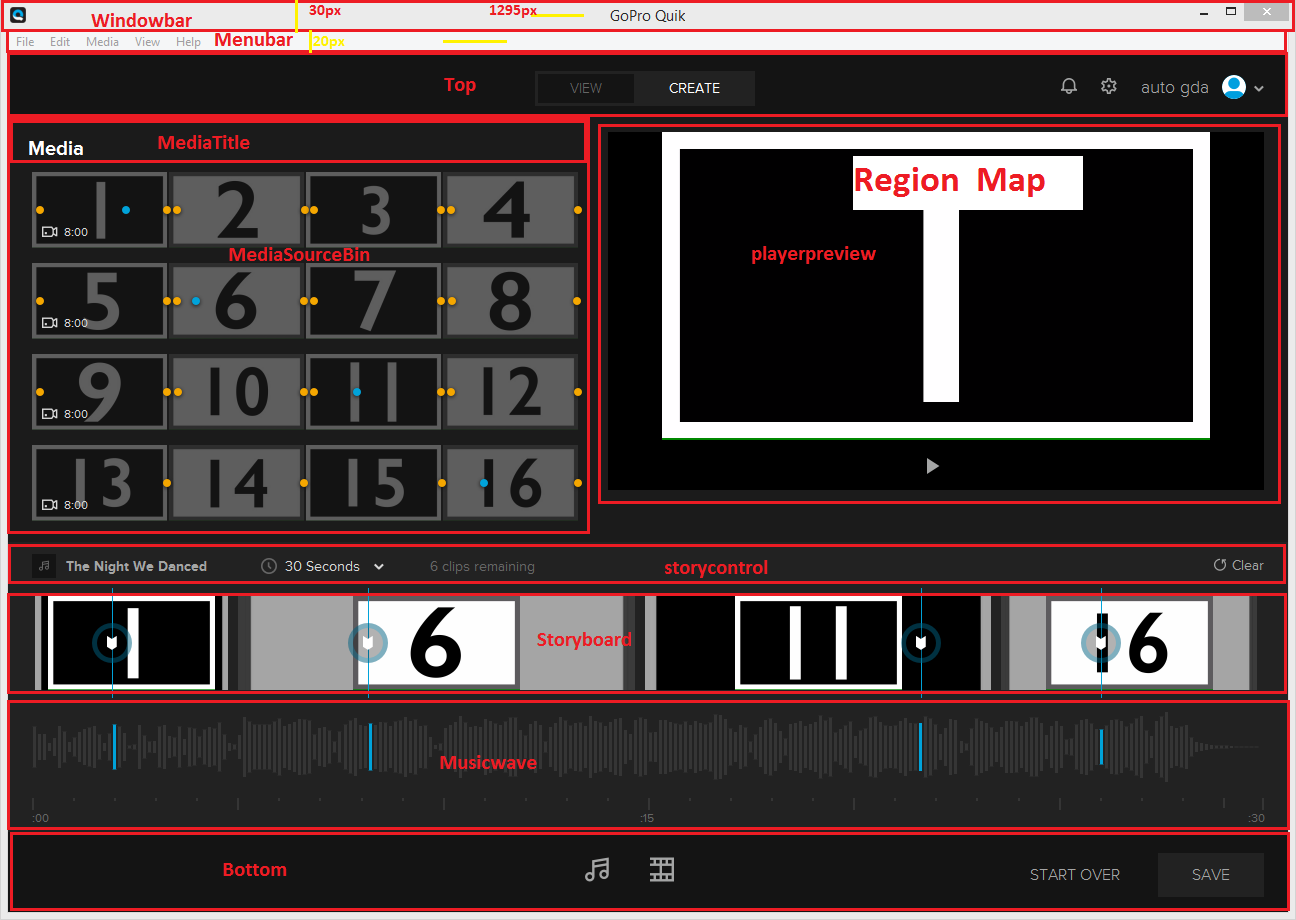 30px 1295px
Windowbar GoPro Quik
File Edit Media View Help Menubar 20px
Top VIEW CREATE auto gda
Media MediaTitle
Region Map
1 8:00 2 3 4
MediaSourceBin playerpreview
5 8:00 6 7 8
9 8:00 10 11 12
13 8:00 14 15 16
The Night We Danced 30 Seconds 6 clips remaining storycontrol Clear
1 6 Storyboard 11 16
Musicwave
:00 :15 :30
Bottom START OVER SAVE